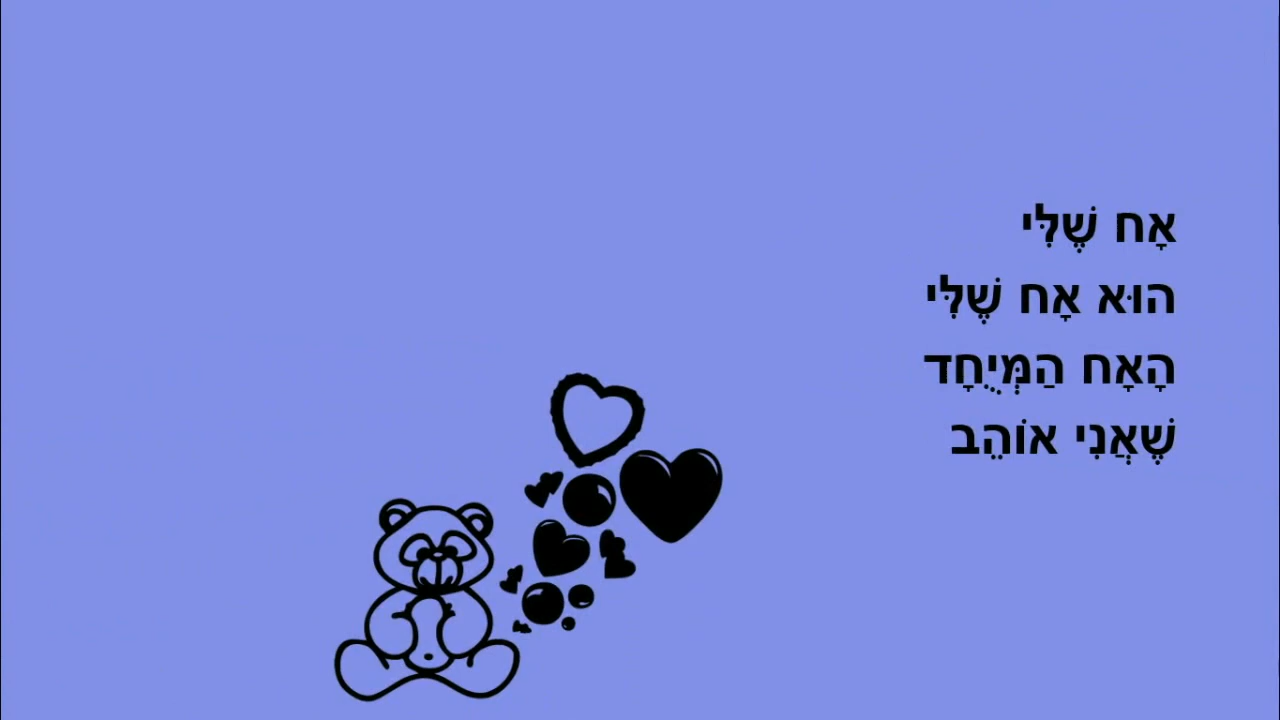 אָח שֶׁלִּי
הוּא אָח שֶׁלִּי
הָאָח הַמְּיֻחָד
שֶׁאֲנִי אוֹהֵב